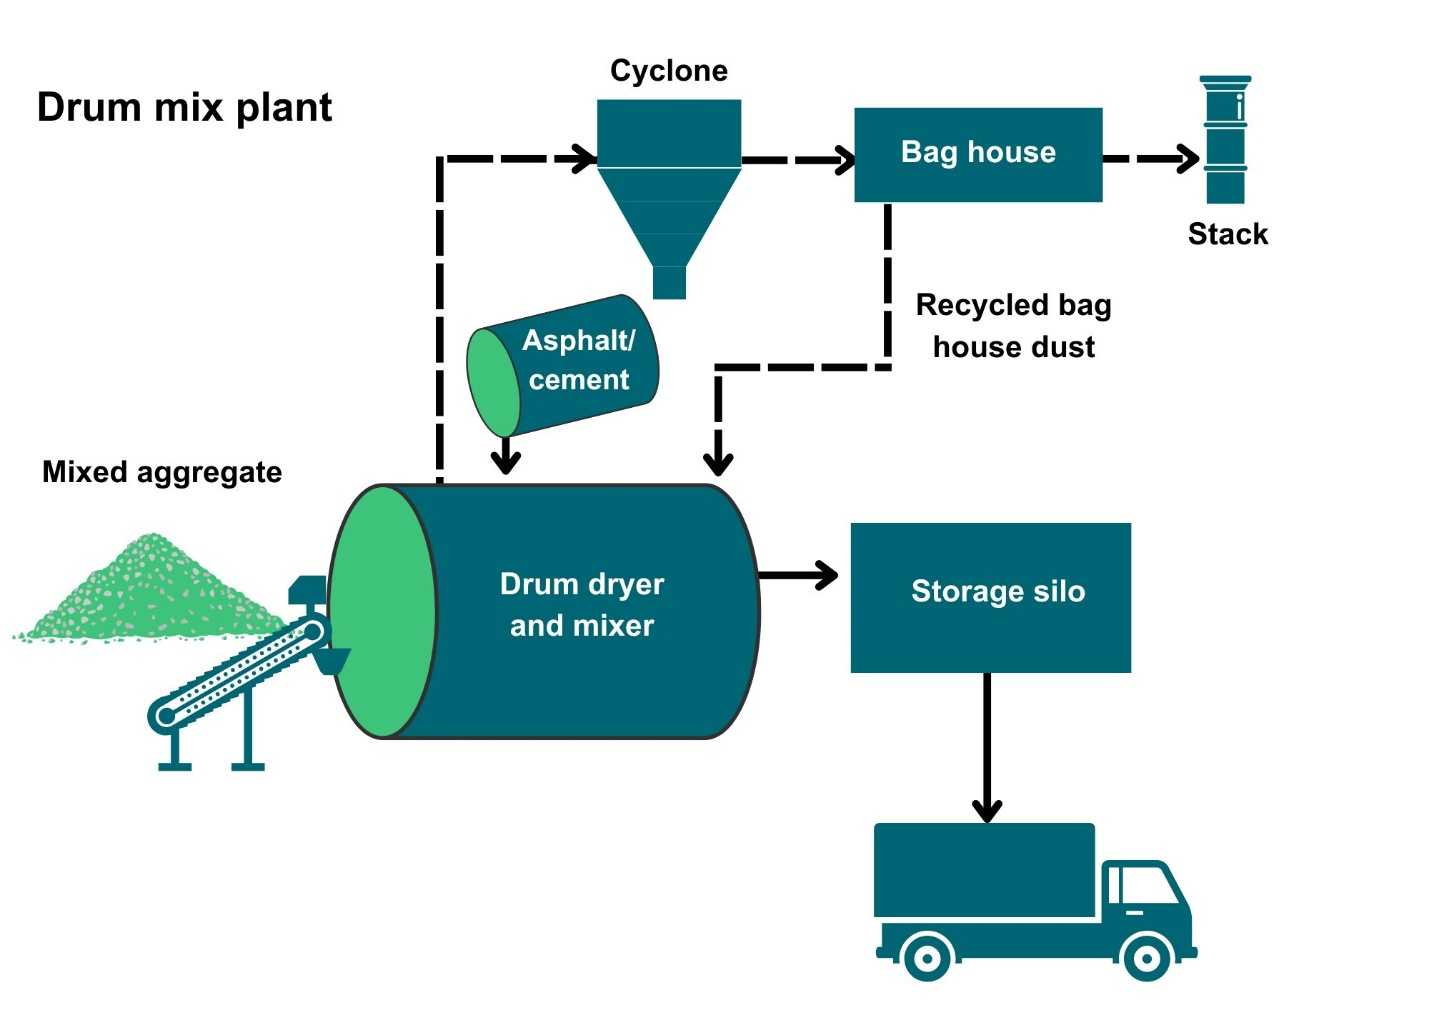 Cyclone
Drum mix plant
Bag house
Stack
Recycled bag
house dust
Asphalt/
cement
Mixed aggregate
Drum dryer
and mixer
Storage silo